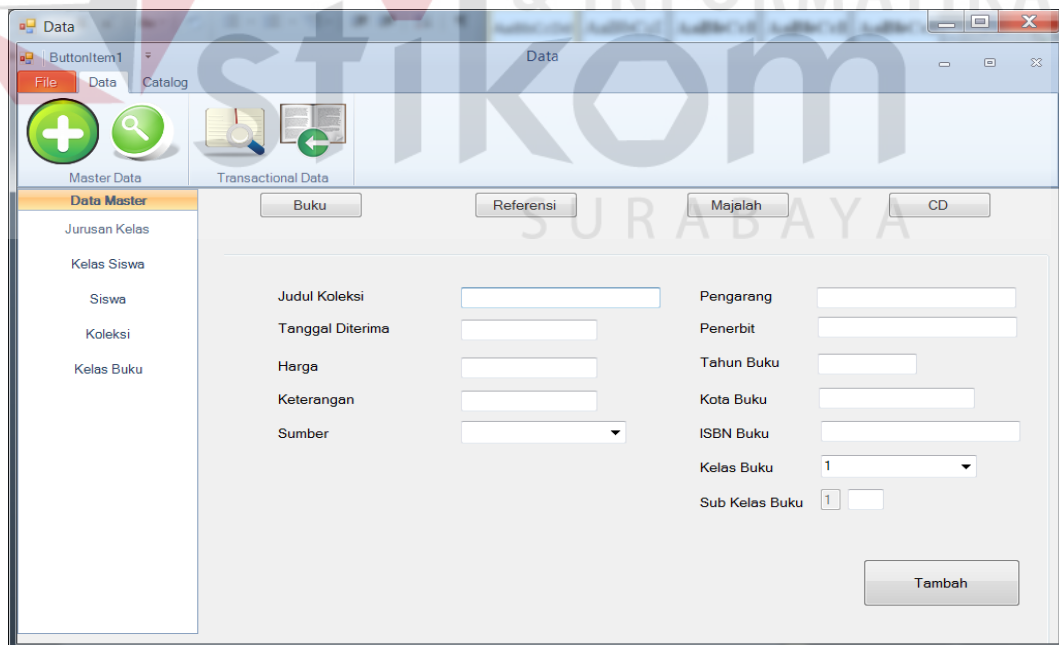 & INFORMATIKA
stikom
SURABAYA
Data
ButtonItem1
Data
File Data Catalog
Master Data Transactional Data
Data Master
Jurusan Kelas
Kelas Siswa
Siswa
Koleksi
Kelas Buku
Buku Referensi Majalah CD
Judul Koleksi
Tanggal Diterima
Harga
Keterangan
Sumber
Pengarang
Penerbit
Tahun Buku
Kota Buku
ISBN Buku
Kelas Buku 1
Sub Kelas Buku 1
Tambah